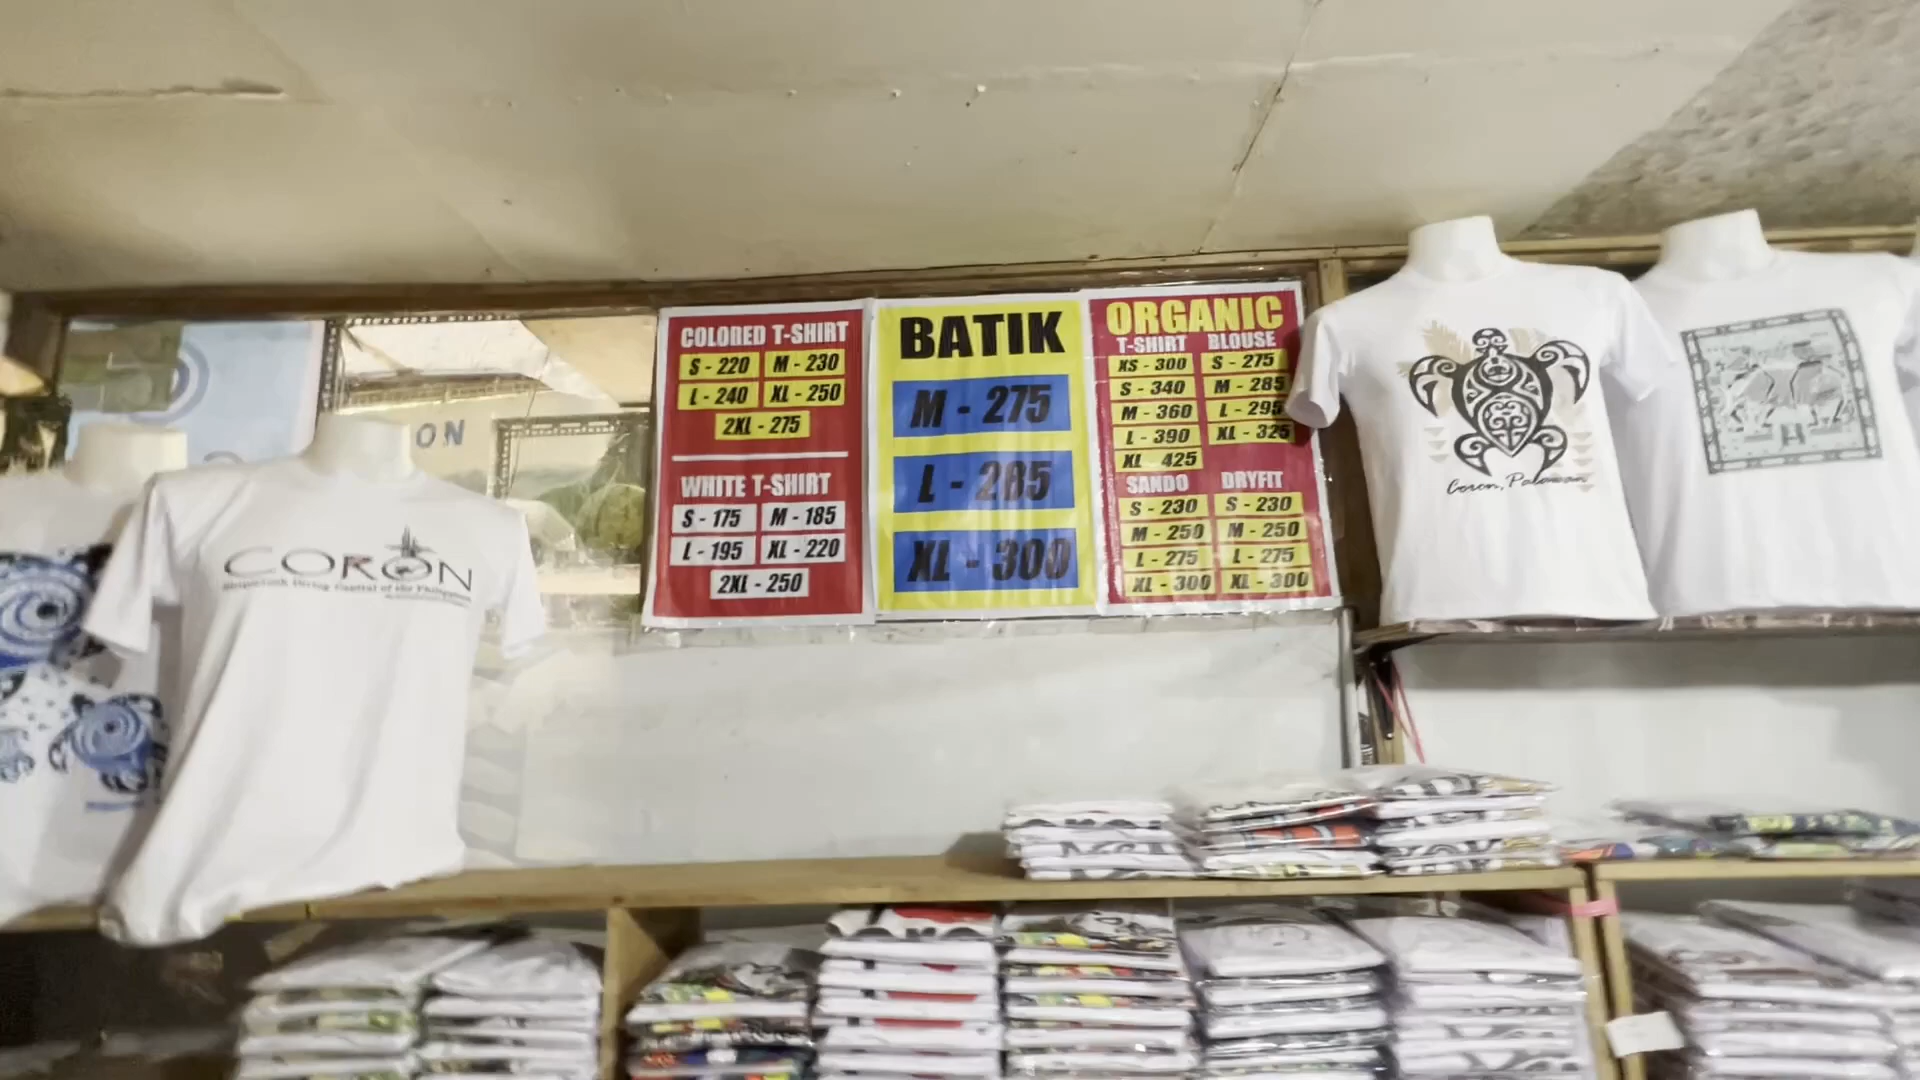 CORON
ON
COLORED T-SHIRT
S - 220 M - 230
L - 240 XL - 250
2XL - 275
WHITE T-SHIRT
S - 175 M - 185
L - 195 XL - 220
2XL - 250
BATIK
M - 275
L - 285
XL - 300
ORGANIC
T-SHIRT BLOUSE
XS - 300 S - 275
S - 340 M - 285
M - 360 L - 295
L - 390 XL - 325
XL - 425
SANDO DRYFIT
S - 230 S - 230
M - 250 M - 250
L - 275 L - 275
XL - 300 XL - 300
Coron, Palawan